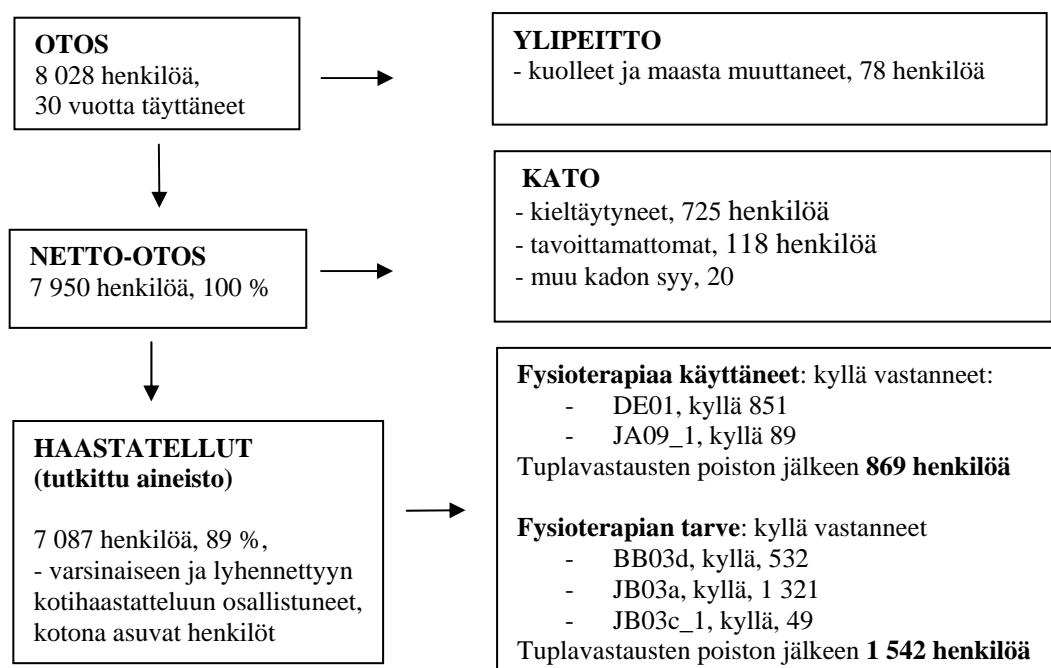 OTOS
8 028 henkilöä,
30 vuotta täyttäneet
YLIPEITTO
- kuolleet ja maasta muuttaneet, 78 henkilöä
NETTO-OTOS
7 950 henkilöä, 100 %
KATO
- kieltäytyneet, 725 henkilöä
- tavoittamattomat, 118 henkilöä
- muu kadon syy, 20
HAASTATELLUT
(tutkittu aineisto)
7 087 henkilöä, 89 %,
- varsinaiseen ja lyhennettyyn
kotihaastatteluun osallistuneet,
kotona asuvat henkilöt
Fysioterapiaa käyttäneet: kyllä vastanneet:
- DE01, kyllä 851
- JA09_1, kyllä 89
Tuplavastausten poiston jälkeen 869 henkilöä
Fysioterapian tarve: kyllä vastanneet
- BB03d, kyllä, 532
- JB03a, kyllä, 1 321
- JB03c_1, kyllä, 49
Tuplavastausten poiston jälkeen 1 542 henkilöä